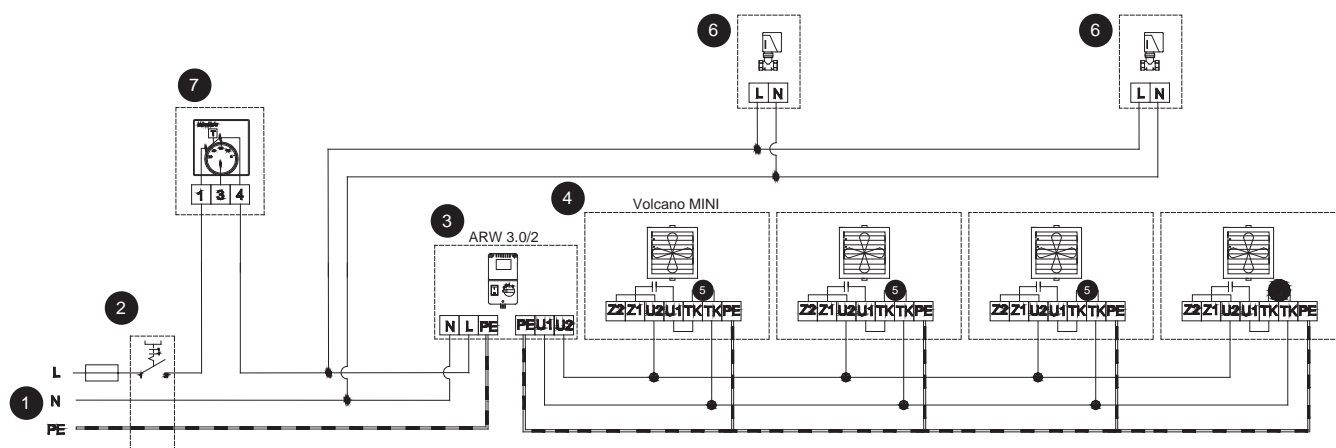 6
6
7
T
L N
L N
1 3 4
4
Volcano MINI
3
ARW 3.0/2
5
5
5
2
Z2 Z1 U2 U1 TK TK PE
Z2 Z1 U2 U1 TK TK PE
Z2 Z1 U2 U1 TK TK PE
Z2 Z1 U2 U1 TK TK PE
N L PE
PE U1 U2
L
1
N
PE